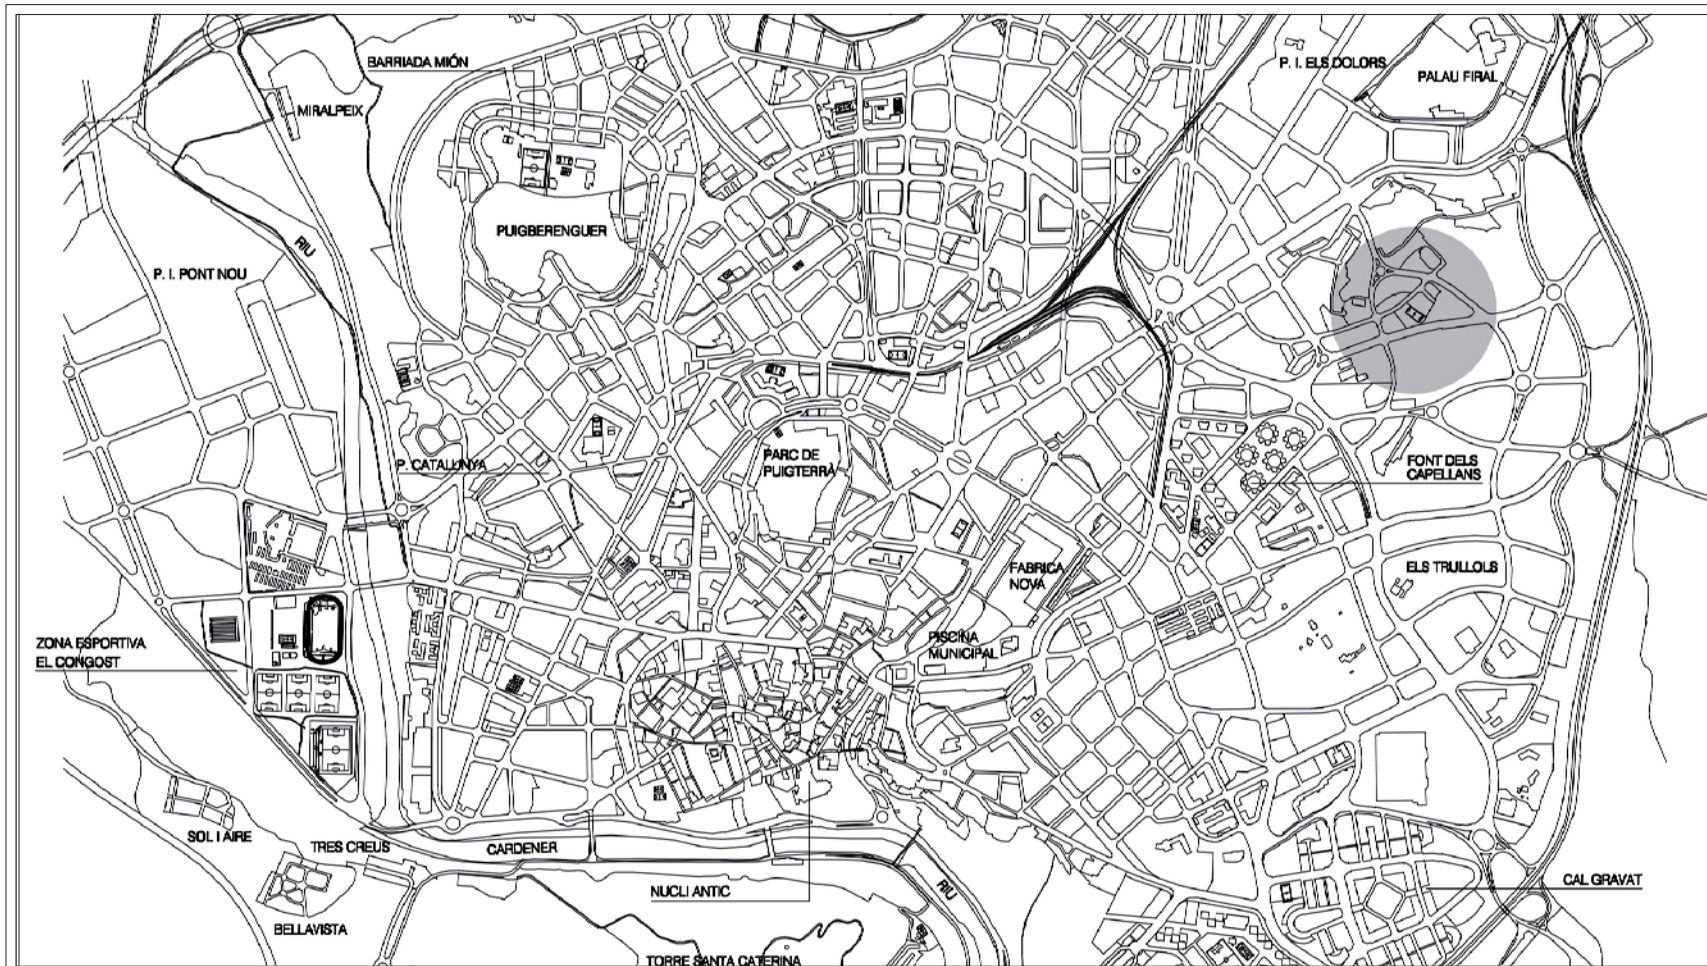 BARRIADA MIÓN
P. I. ELS DOLORS
PALAU FIRAL
MIRALPEIX
PUIGBERENGUER
RIU
P. I. PONT NOU
P. CATALUNYA
PARC DE
PUIGTERRÀ
FONT DELS
CAPELLANS
FABRICA
NOVA
ELS TRULLOLS
ZONA ESPORTIVA
EL CONGOST
PISCINA
MUNICIPAL
SOL I AIRE
TRES CREUS
CARDENER
NUCLI ANTIC
RIU
CAL GRAVAT
BELLAVISTA
TORRE SANTA CATERINA